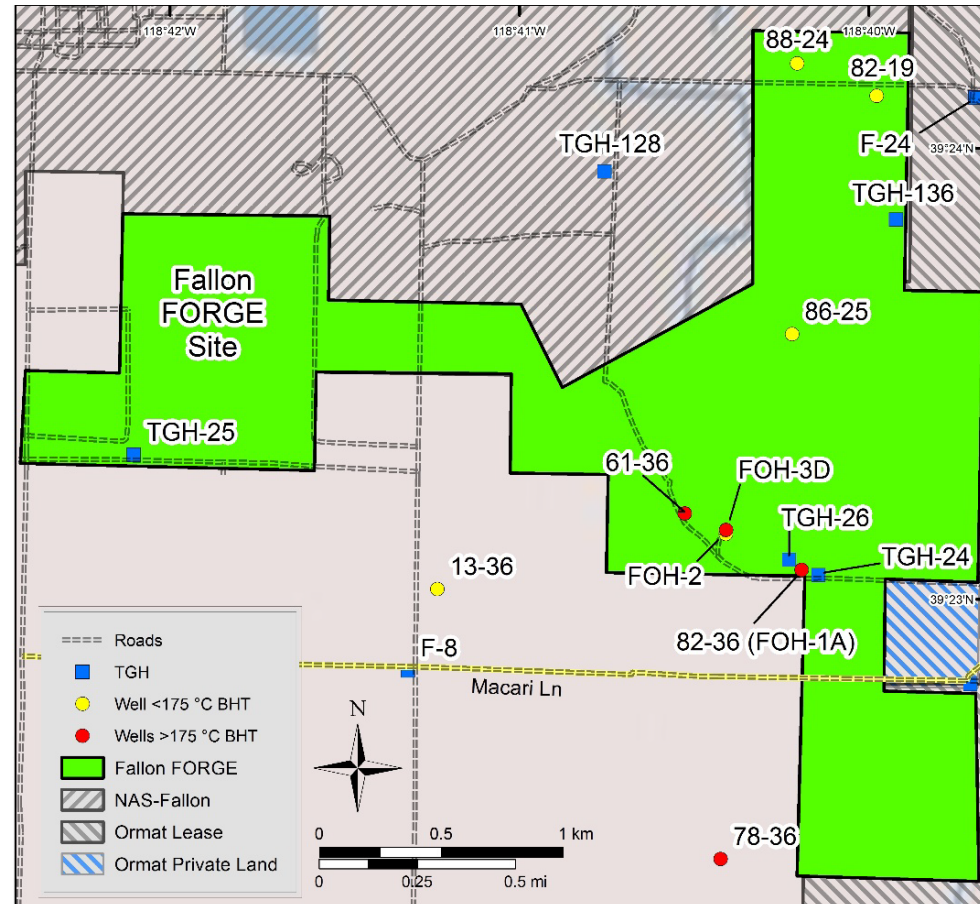 118°42'W
118°41'W
118°40'W
88-24
82-19
F-24
39°24'N
TGH-128
TGH-136
Fallon
FORGE
Site
86-25
TGH-25
61-36
FOH-3D
TGH-26
TGH-24
FOH-2
13-36
39°23'N
82-36 (FOH-1A)
F-8
Macari Ln
78-36
Roads
TGH
Well <175 °C BHT
Wells >175 °C BHT
Fallon FORGE
NAS-Fallon
Ormat Lease
Ormat Private Land
N
0 0.5 1 km
0 0.25 0.5 mi